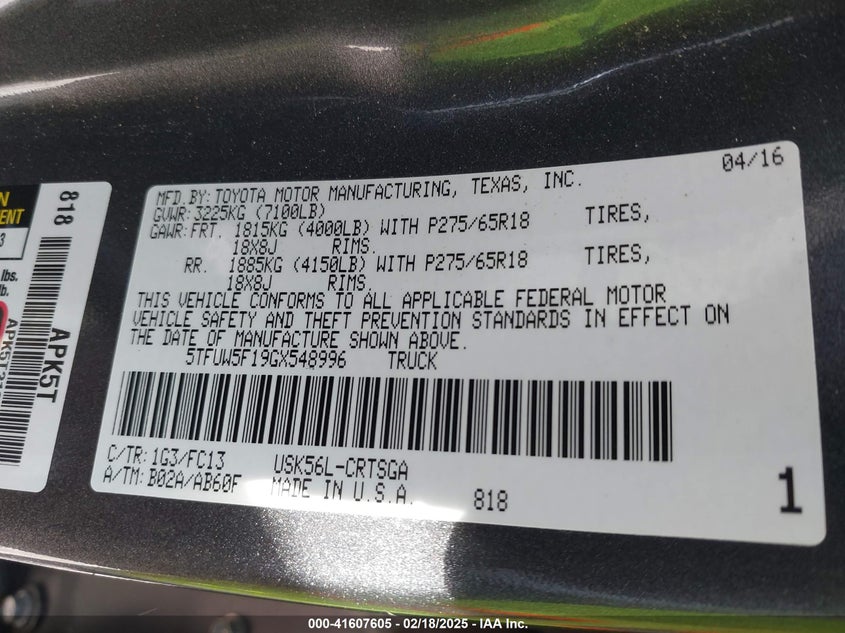 04/16
MFD.BY: TOYOTA MOTOR MANUFACTURING, TEXAS, INC.
GVWR: 3225KG (7100LB)
GAWR: FRT. 1815KG (4000LB) WITH P275/65R18 TIRES,
18X8J RIMS.
RR. 1885KG (4150LB) WITH P275/65R18 TIRES,
18X8J RIMS.
THIS VEHICLE CONFORMS TO ALL APPLICABLE FEDERAL MOTOR
VEHICLE SAFETY AND THEFT PREVENTION STANDARDS IN EFFECT ON
THE DATE OF MANUFACTURE SHOWN ABOVE.
5TFUW5F19GX548996 TRUCK
C/TR: 1G3/FC13 USK56L-CRTSGA
A/TM: B02A/AB60F MADE IN U.S.A. 818
1
818
APK5T
lbs.
lb.
3
000-41607605 - 02/18/2025 - IAA Inc.